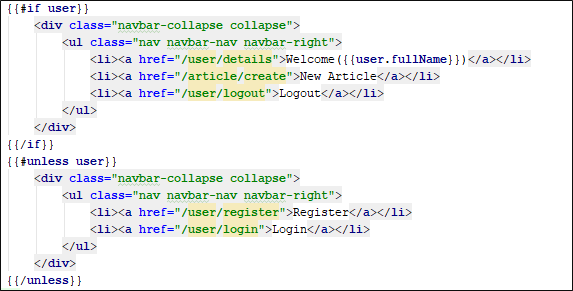 {{#if user}}
<div class="navbar-collapse collapse">
<ul class="nav navbar-nav navbar-right">
<li><a href="/user/details">Welcome({{user.fullName}})</a></li>
<li><a href="/article/create">New Article</a></li>
<li><a href="/user/logout">Logout</a></li>
</ul>
</div>
{{/if}}
{{#unless user}}
<div class="navbar-collapse collapse">
<ul class="nav navbar-nav navbar-right">
<li><a href="/user/register">Register</a></li>
<li><a href="/user/login">Login</a></li>
</ul>
</div>
{{/unless}}